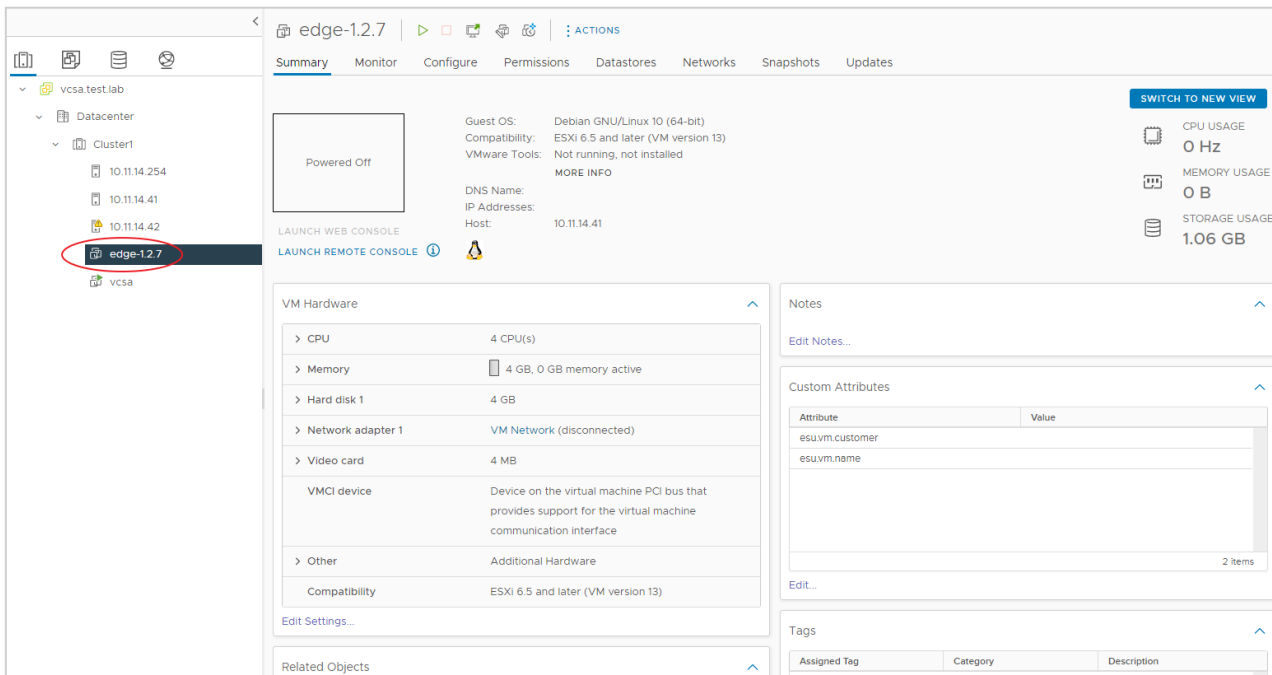 edge-1.2.7
ACTIONS
Summary Monitor Configure Permissions Datastores Networks Snapshots Updates
vcsa.test.lab
Datacenter
Cluster1
10.11.14.254
10.11.14.41
10.11.14.42
edge-1.2.7
vcsa
SWITCH TO NEW VIEW
Powered Off
Guest OS: Debian GNU/Linux 10 (64-bit)
Compatibility: ESXi 6.5 and later (VM version 13)
VMware Tools: Not running, not installed
MORE INFO
DNS Name:
IP Addresses:
Host: 10.11.14.41
LAUNCH WEB CONSOLE
LAUNCH REMOTE CONSOLE
CPU USAGE
0 Hz
MEMORY USAGE
0 B
STORAGE USAGE
1.06 GB
VM Hardware
CPU 4 CPU(s)
Memory 4 GB, 0 GB memory active
Hard disk 1 4 GB
Network adapter 1 VM Network (disconnected)
Video card 4 MB
VMCI device Device on the virtual machine PCI bus that
provides support for the virtual machine
communication interface
Other Additional Hardware
Compatibility ESXi 6.5 and later (VM version 13)
Edit Settings...
Related Objects
Notes
Edit Notes...
Custom Attributes
Attribute Value
esu.vm.customer
esu.vm.name
2 items
Edit...
Tags
Assigned Tag Category Description